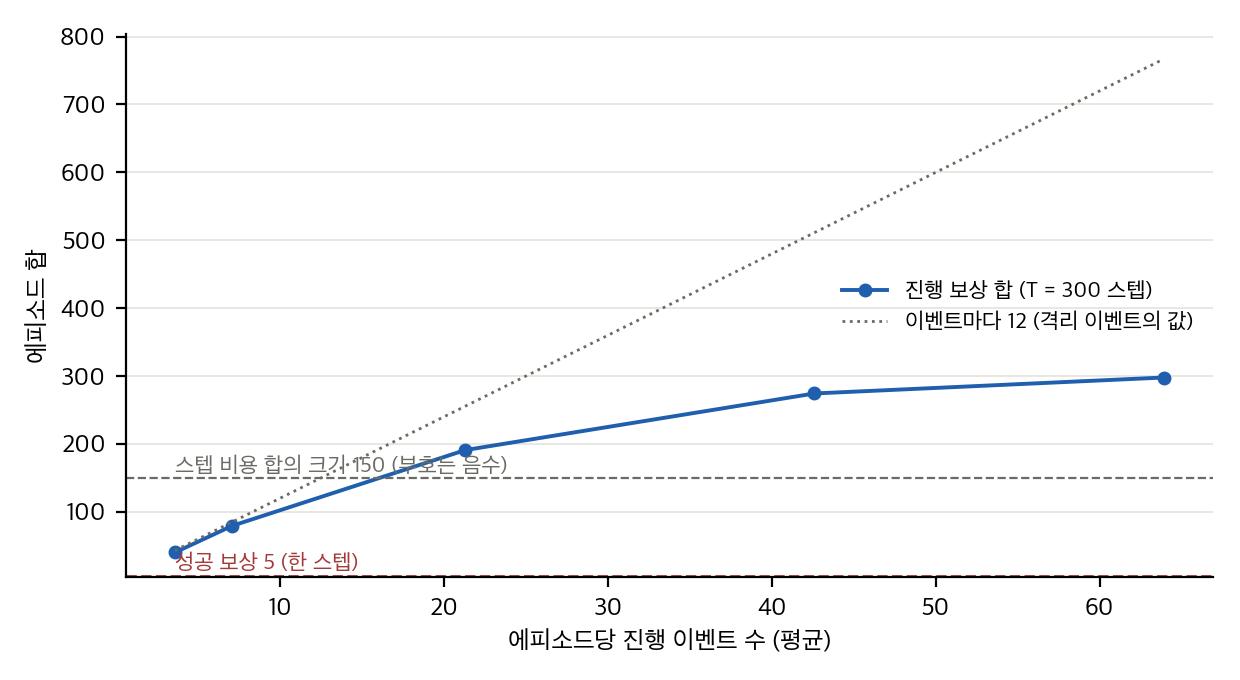 800
700
600
500
400
300
200
100
에피소드 합
진행 보상 합 (T = 300 스텝)
이벤트마다 12 (격리 이벤트의 값)
스텝 비용 합의 크기 150 (부호는 음수)
성공 보상 5 (한 스텝)
10 20 30 40 50 60
에피소드당 진행 이벤트 수 (평균)